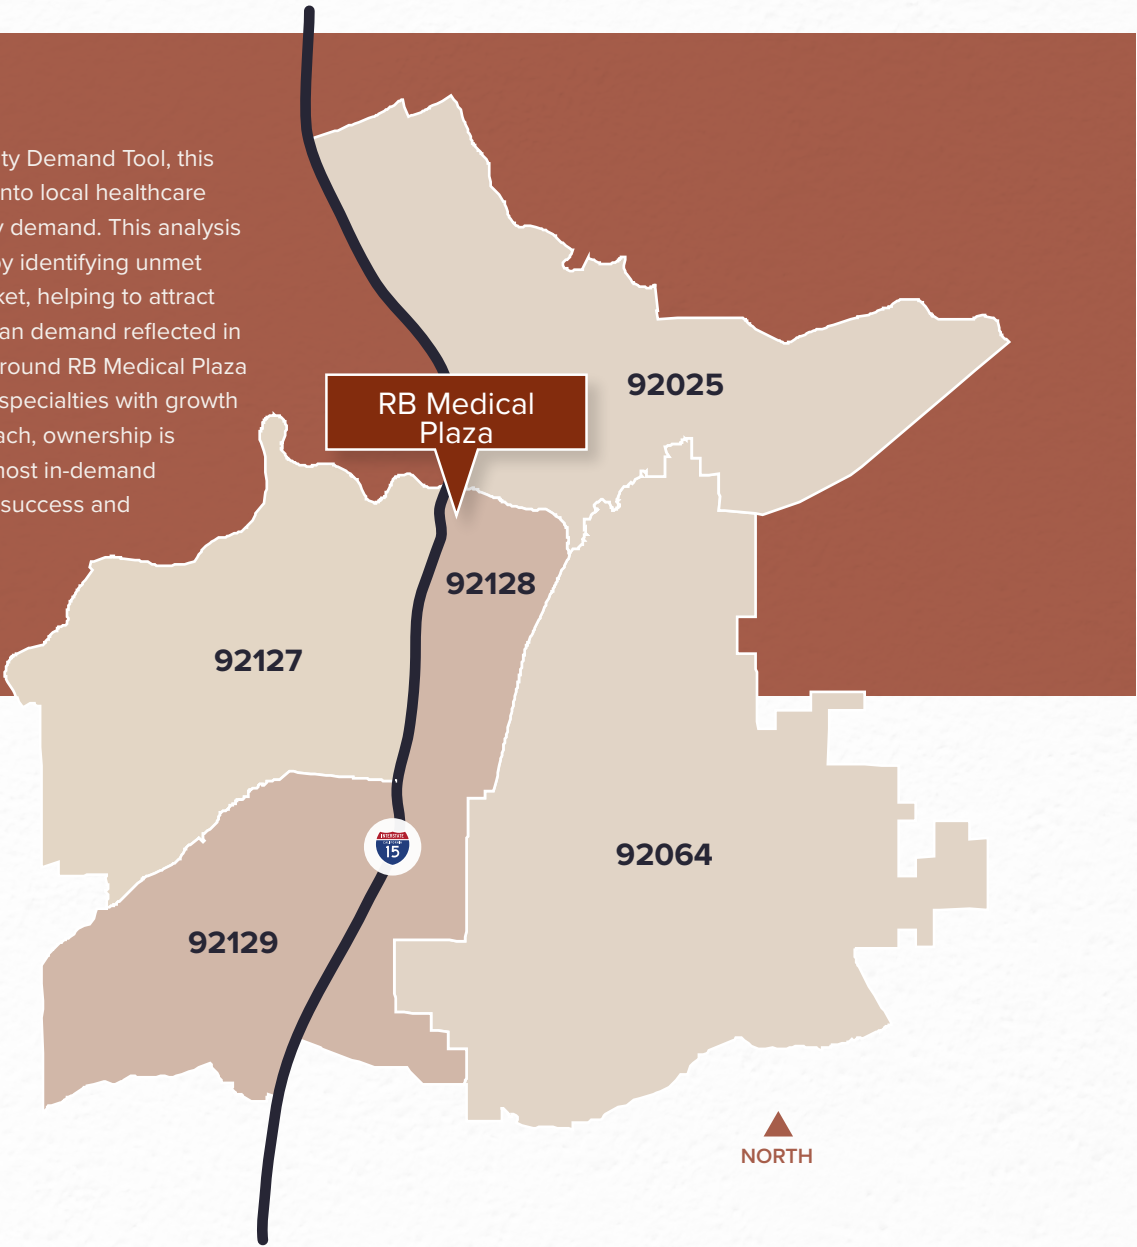 ty Demand Tool, this
nto local healthcare
y demand. This analysis
by identifying unmet
ket, helping to attract
an demand reflected in
round RB Medical Plaza
specialties with growth
ach, ownership is
most in-demand
success and
RB Medical
Plaza
92025
92128
92127
INTERSTATE
15
92064
92129
NORTH